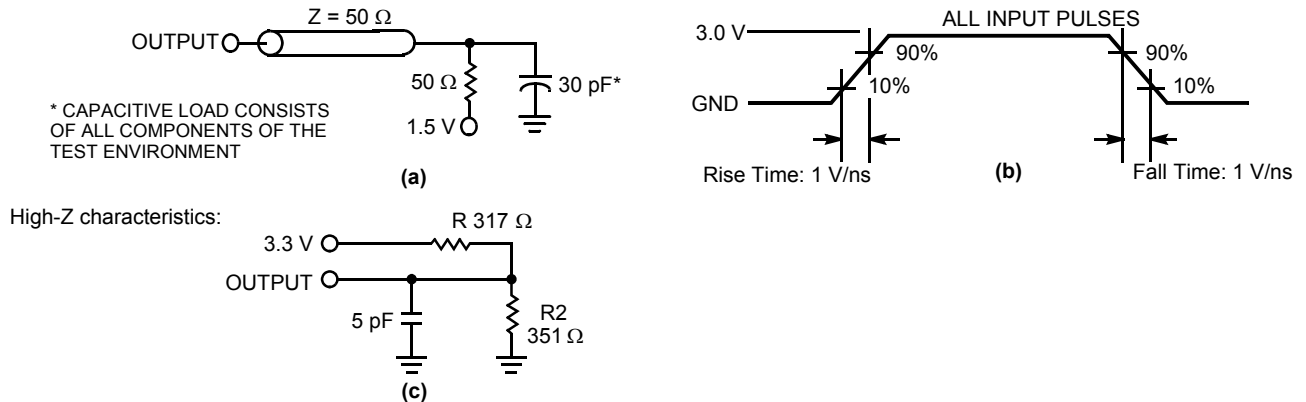 Z = 50 Ω
OUTPUT
50 Ω
30 pF*
1.5 V
* CAPACITIVE LOAD CONSISTS
OF ALL COMPONENTS OF THE
TEST ENVIRONMENT
(a)
ALL INPUT PULSES
3.0 V
90%
10%
GND
90%
10%
Rise Time: 1 V/ns
(b)
Fall Time: 1 V/ns
High-Z characteristics:
R 317 Ω
3.3 V
OUTPUT
5 pF
R2
351 Ω
(c)